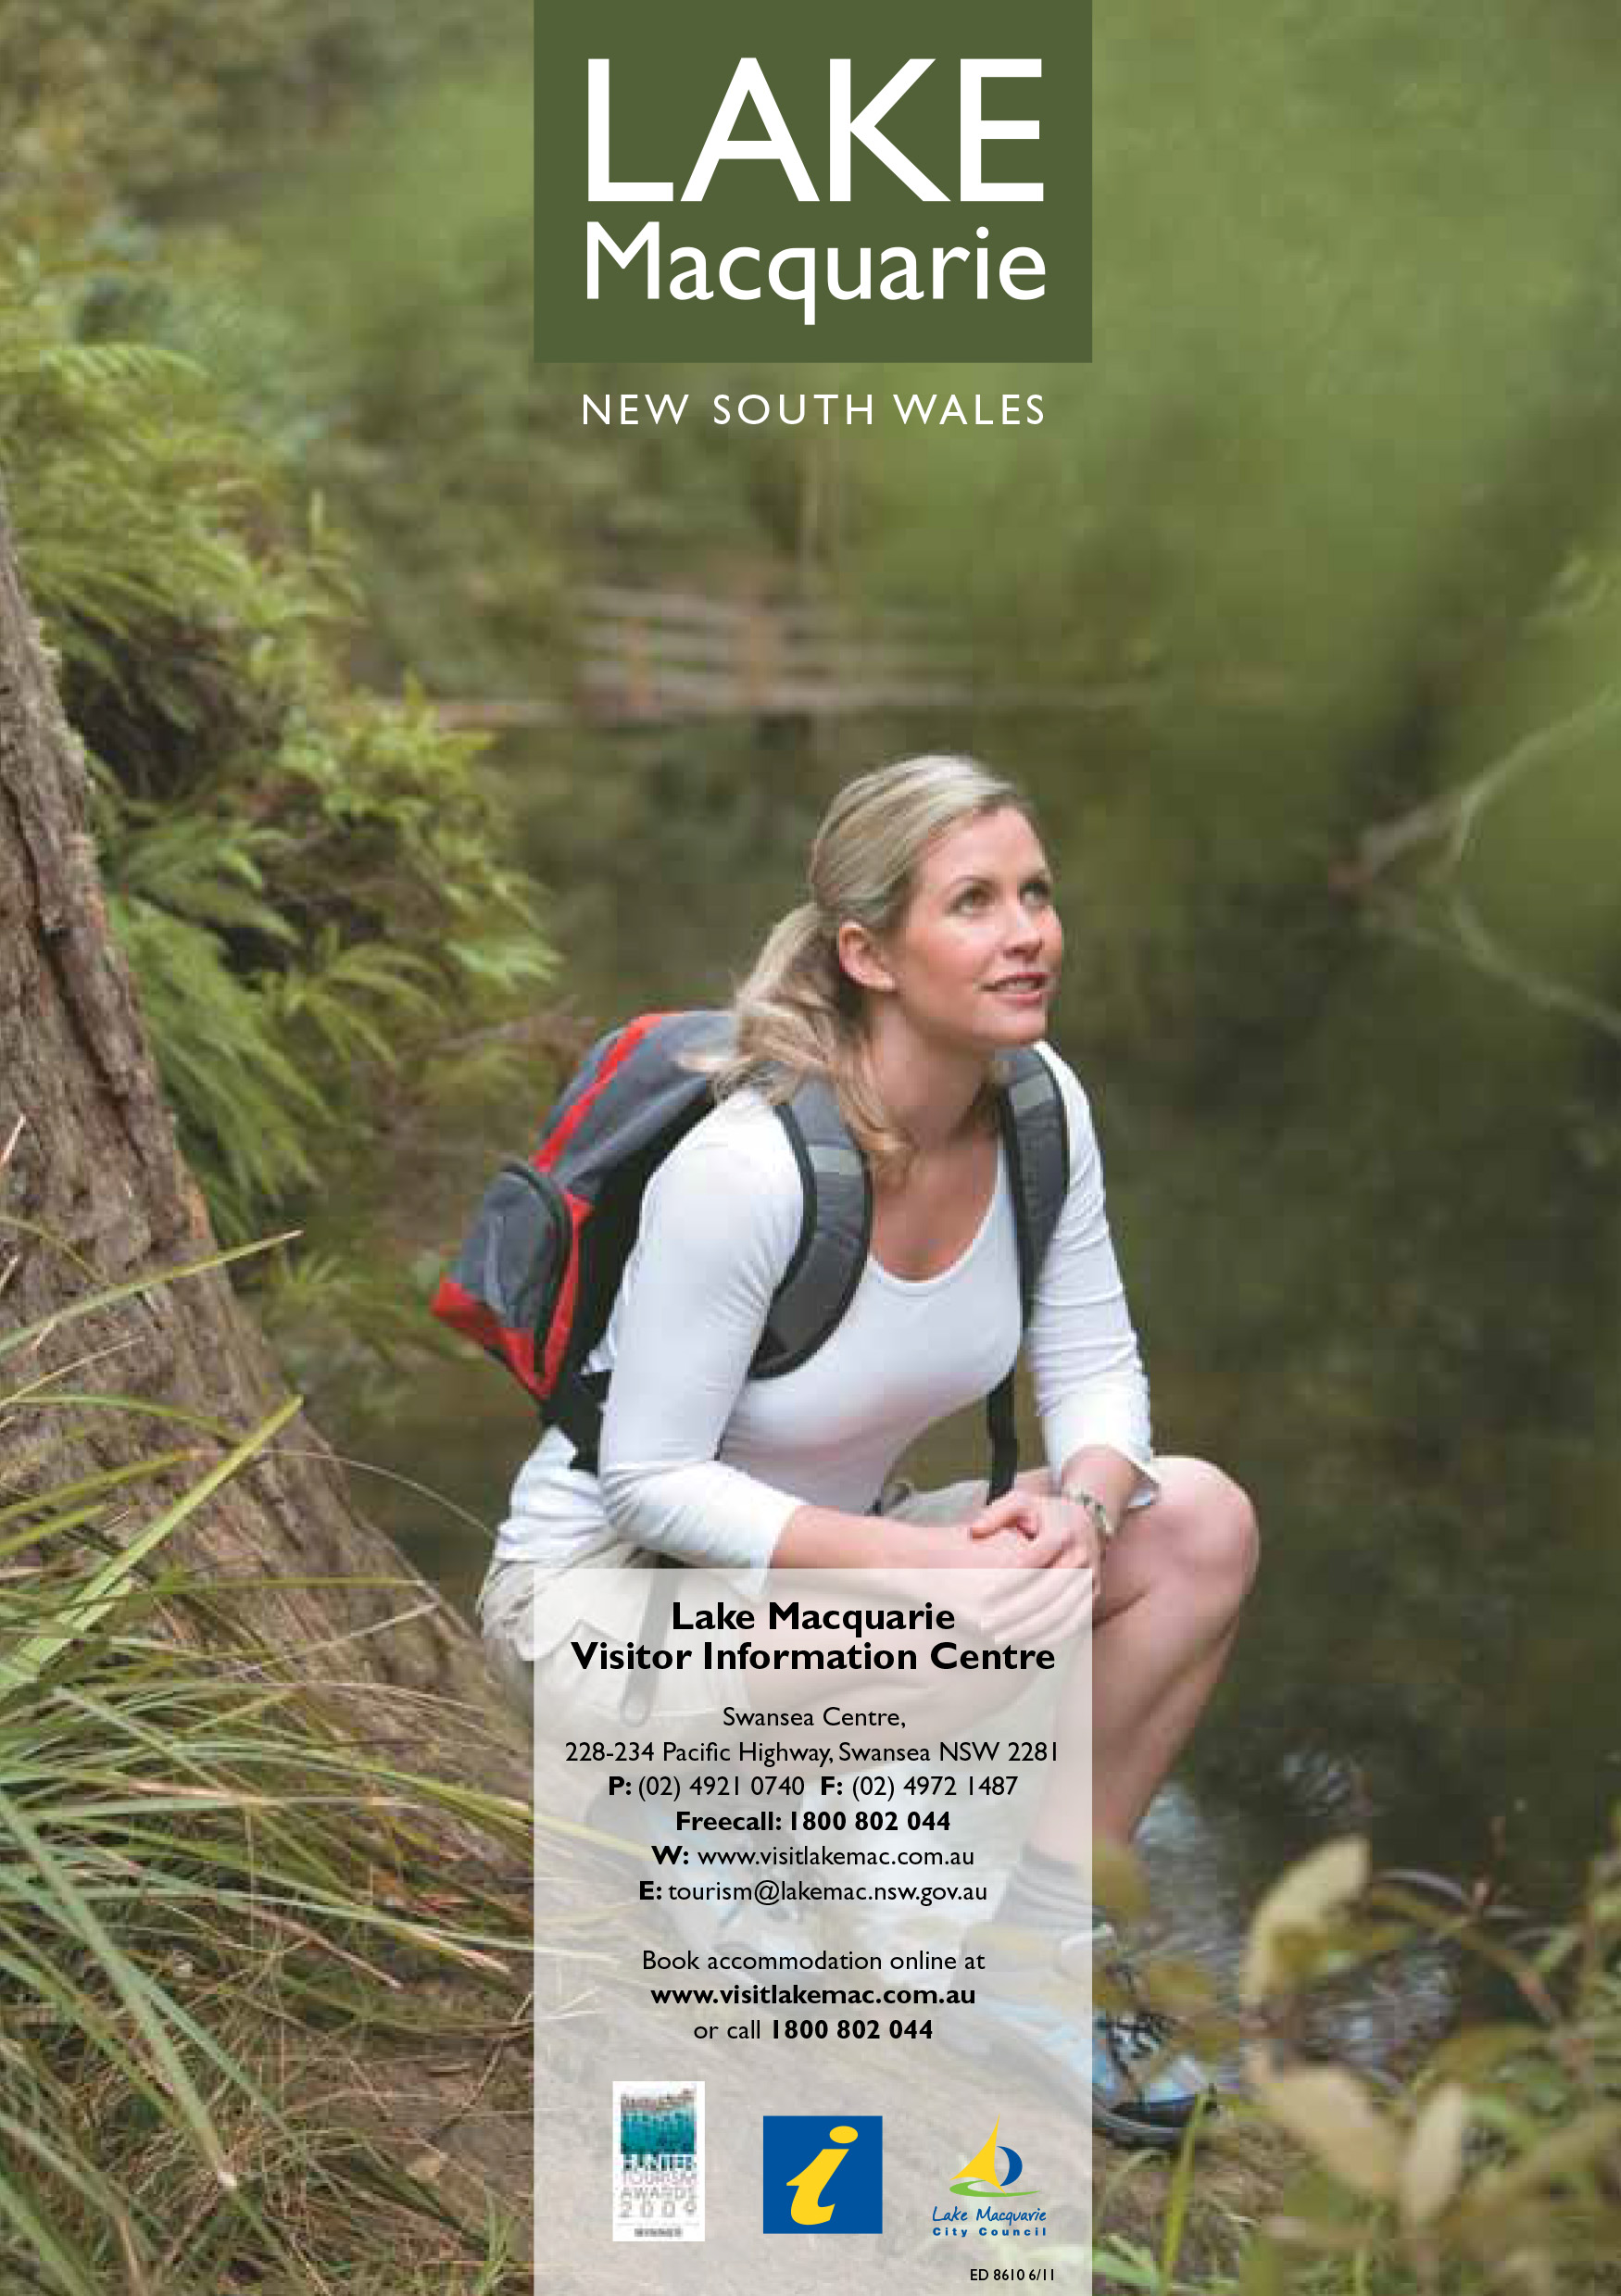 LAKE
Macquarie
NEW SOUTH WALES
Lake Macquarie
Visitor Information Centre
Swansea Centre,
228-234 Pacific Highway, Swansea NSW 2281
P: (02) 4921 0740 F: (02) 4972 1487
Freecall: 1800 802 044
W: www.visitlakemac.com.au
E: tourism@lakemac.nsw.gov.au
Book accommodation online at
www.visitlakemac.com.au
or call 1800 802 044
HUNTER
TOURISM
AWARDS
2009
WINNER
i
Lake Macquarie
City Council
ED 8610 6/11